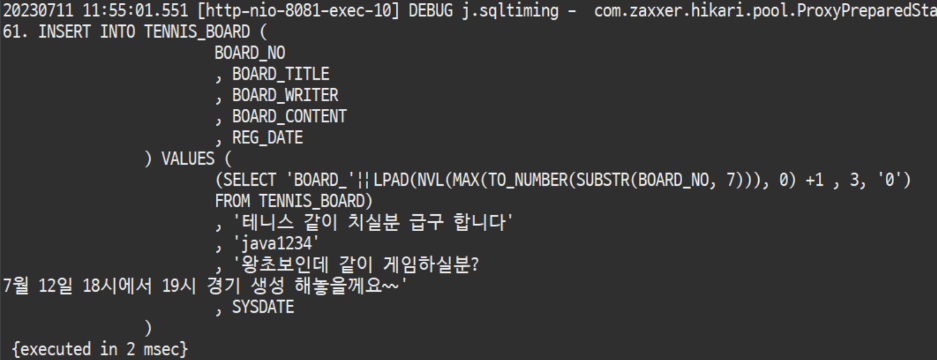 20230711 11:55:01.551 [http-nio-8081-exec-10] DEBUG j.sqltiming -  com.zaxxer.hikari.pool.ProxyPreparedSta
61. INSERT INTO TENNIS_BOARD (
BOARD_NO
, BOARD_TITLE
, BOARD_WRITER
, BOARD_CONTENT
, REG_DATE
) VALUES (
(SELECT 'BOARD_'||LPAD(NVL(MAX(TO_NUMBER(SUBSTR(BOARD_NO, 7))), 0) +1 , 3, '0')
FROM TENNIS_BOARD)
, '테니스 같이 치실분 급구 합니다'
, 'java1234'
, '왕초보인데 같이 게임하실분?
7월 12일 18시에서 19시 경기 생성 해놓을께요~~'
, SYSDATE
)
{executed in 2 msec}